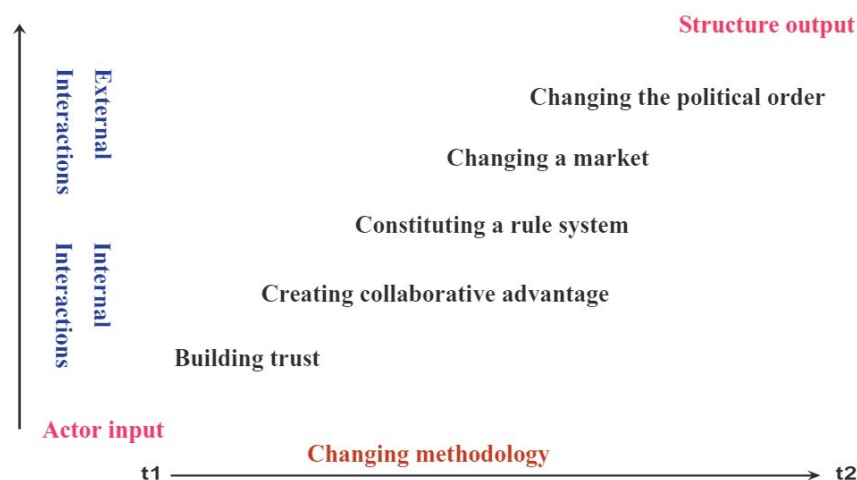 Structure output
External
Interactions
Changing the political order
Changing a market
Constituting a rule system
Internal
Interactions
Creating collaborative advantage
Building trust
Actor input
Changing methodology
t1
t2